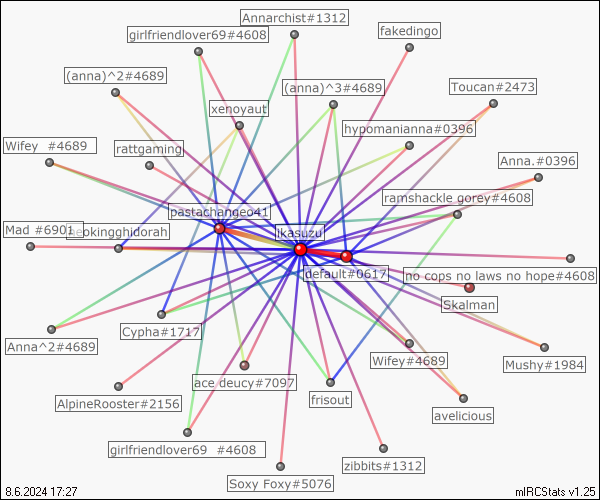 Annarchist#1312
girlfriendlover69#4608
fakedingo
(anna)^2#4689
(anna)^3#4689
Toucan#2473
xenoyaut
hypomanianna#0396
Wifey  #4689
rattgaming
Anna.#0396
ramshackle gorey#4608
pastachangeo41
Mad #6901
neokingghidorah
ikasuzu
default#0617
no cops no laws no hope#4608
Skalman
Cypha#1717
Anna^2#4689
Wifey#4689
Mushy#1984
ace deucy#7097
AlpineRooster#2156
frisout
avelicious
girlfriendlover69  #4608
zibbits#1312
Soxy Foxy#5076
8.6.2024 17:27
mIRCStats v1.25